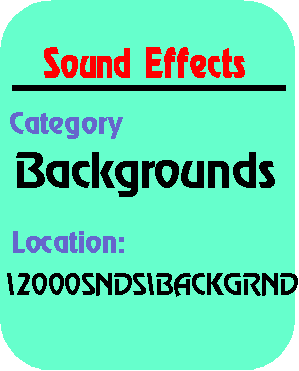 Sound Effects
Category
Backgrounds
Location:
\2000SNDS\BACKGRND